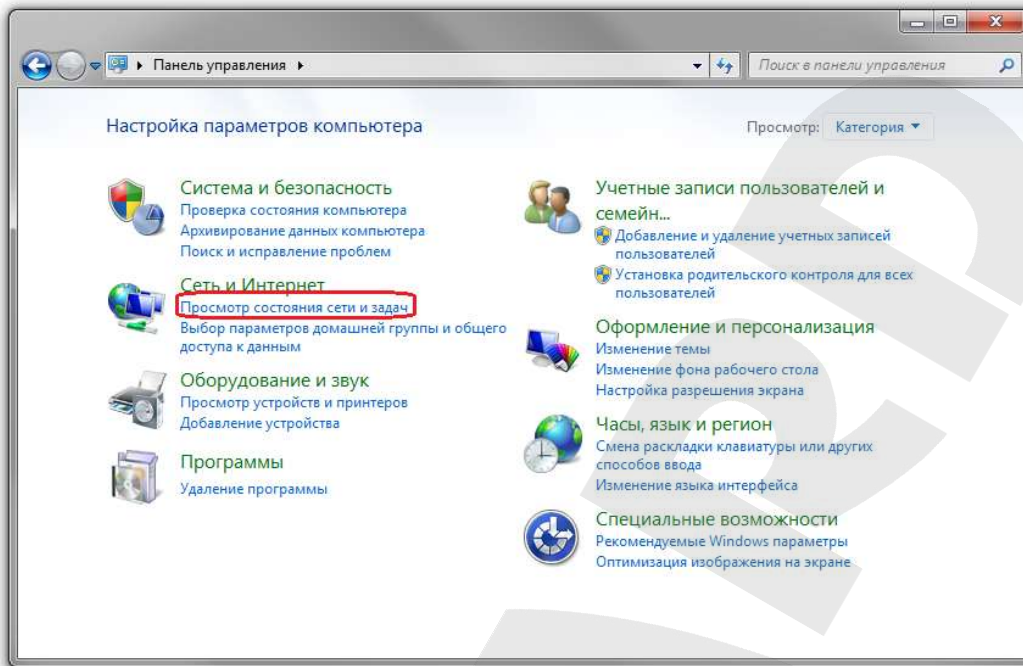 Панель управления
Поиск в панели управления
Настройка параметров компьютера
Просмотр: Категория
Система и безопасность
Проверка состояния компьютера
Архивирование данных компьютера
Поиск и исправление проблем
Сеть и Интернет
Просмотр состояния сети и задач
Выбор параметров домашней группы и общего
доступа к данным
Оборудование и звук
Просмотр устройств и принтеров
Добавление устройства
Программы
Удаление программы
Учетные записи пользователей и
семейн...
Добавление и удаление учетных записей
пользователей
Установка родительского контроля для всех
пользователей
Оформление и персонализация
Изменение темы
Изменение фона рабочего стола
Настройка разрешения экрана
Часы, язык и регион
Смена раскладки клавиатуры или других
способов ввода
Изменение языка интерфейса
Специальные возможности
Рекомендуемые Windows параметры
Оптимизация изображения на экране